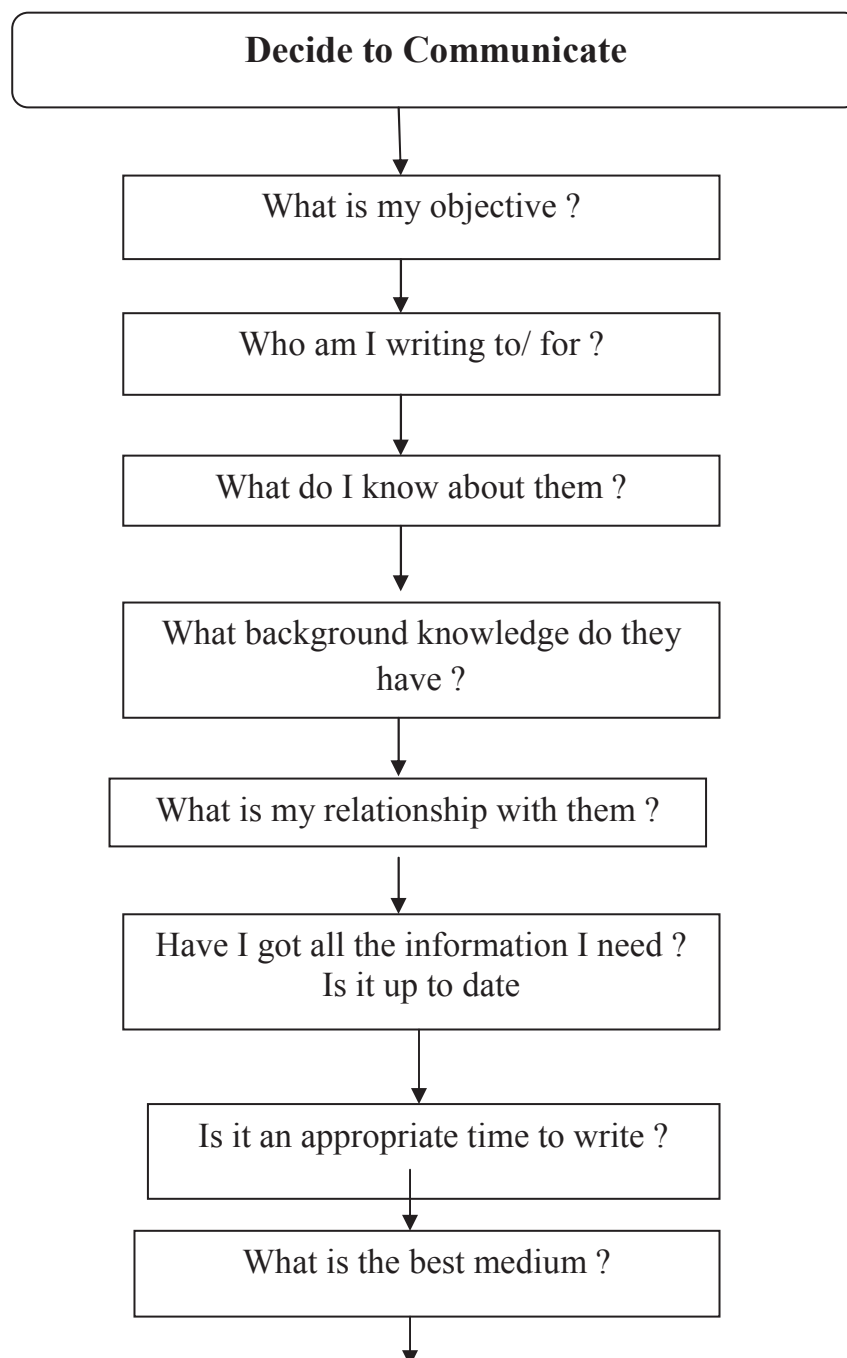 Decide to Communicate
What is my objective ?
Who am I writing to/ for ?
What do I know about them ?
What background knowledge do they
have ?
What is my relationship with them ?
Have I got all the information I need ?
Is it up to date
Is it an appropriate time to write ?
What is the best medium ?